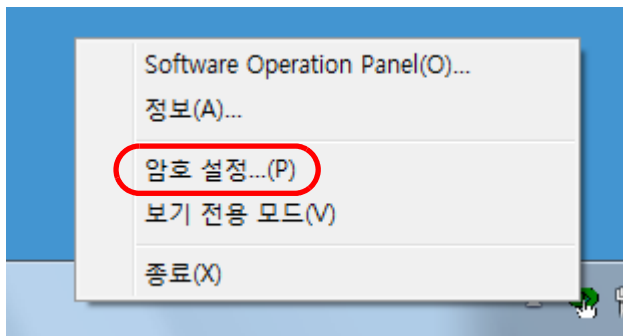 Software Operation Panel(O)...
정보(A)...
암호 설정...(P)
보기 전용 모드(V)
종료(X)